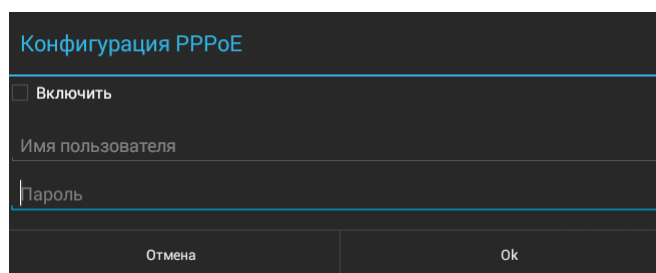 Конфигурация PPPoE
Включить
Имя пользователя
Пароль
Отмена Ok